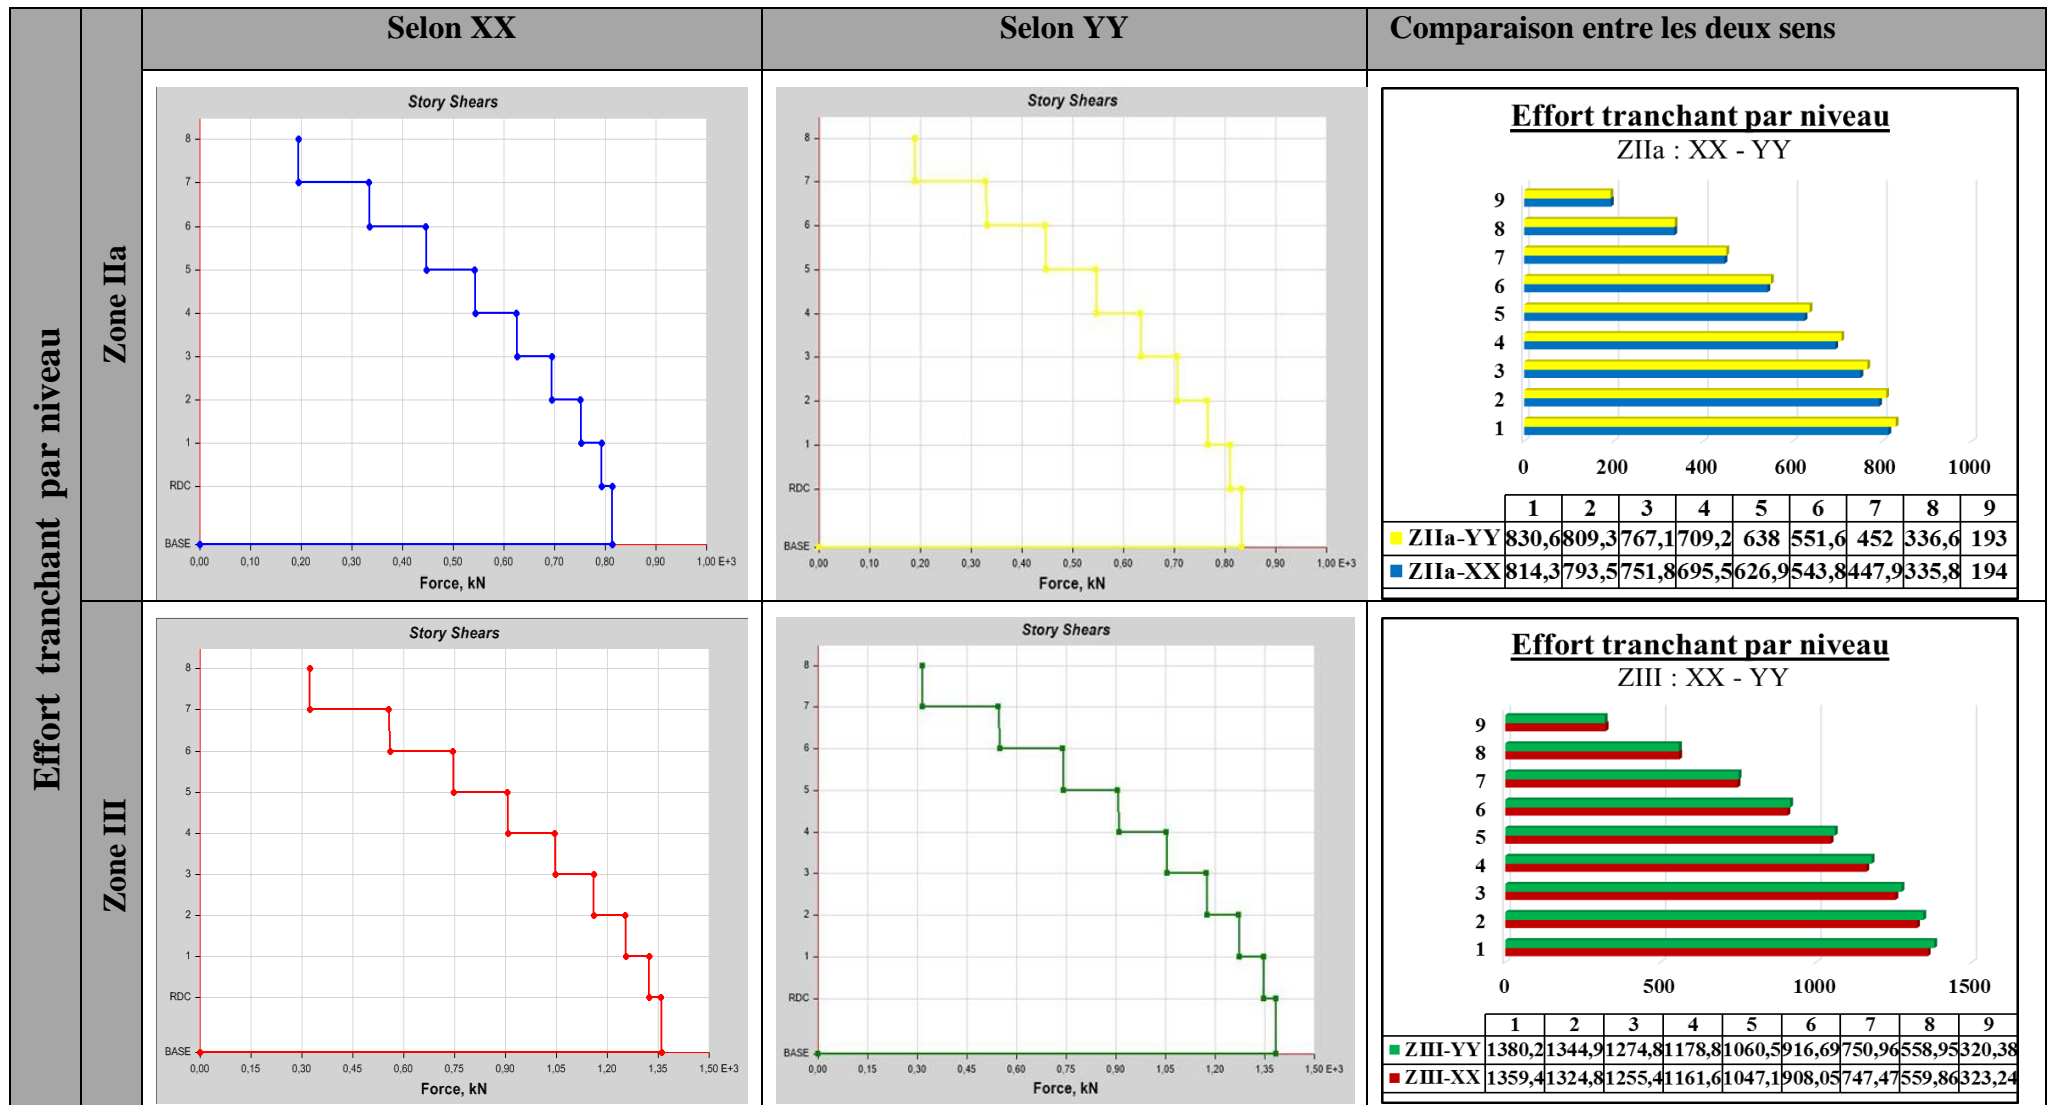 Selon XX
Selon YY
Comparaison entre les deux sens
Effort tranchant par niveau
Zone IIa
Story Shears
8
7
6
5
4
3
2
1
RDC
BASE
0,00 0,10 0,20 0,30 0,40 0,50 0,60 0,70 0,80 0,90 1,00 E+3
Force, kN
Story Shears
8
7
6
5
4
3
2
1
RDC
BASE
0,00 0,10 0,20 0,30 0,40 0,50 0,60 0,70 0,80 0,90 1,00 E+3
Force, kN
Effort tranchant par niveau
ZIIa : XX - YY
9
8
7
6
5
4
3
2
1
0 200 400 600 800 1000
1 2 3 4 5 6 7 8 9
ZIIa-YY 830,6 809,3 767,1 709,2 638 551,6 452 336,6 193
ZIIa-XX 814,3 793,5 751,8 695,5 626,9 543,8 447,9 335,8 194
Zone III
Story Shears
8
7
6
5
4
3
2
1
RDC
BASE
0,00 0,15 0,30 0,45 0,60 0,75 0,90 1,05 1,20 1,35 1,50 E+3
Force, kN
Story Shears
8
7
6
5
4
3
2
1
RDC
BASE
0,00 0,15 0,30 0,45 0,60 0,75 0,90 1,05 1,20 1,35 1,50 E+3
Force, kN
Effort tranchant par niveau
ZIII : XX - YY
9
8
7
6
5
4
3
2
1
0 500 1000 1500
1 2 3 4 5 6 7 8 9
ZIII-YY 1380,2 1344,9 1274,8 1178,8 1060,5 916,69 750,96 558,95 320,38
ZIII-XX 1359,4 1324,8 1255,4 1161,6 1047,1 908,05 747,47 559,86 323,24